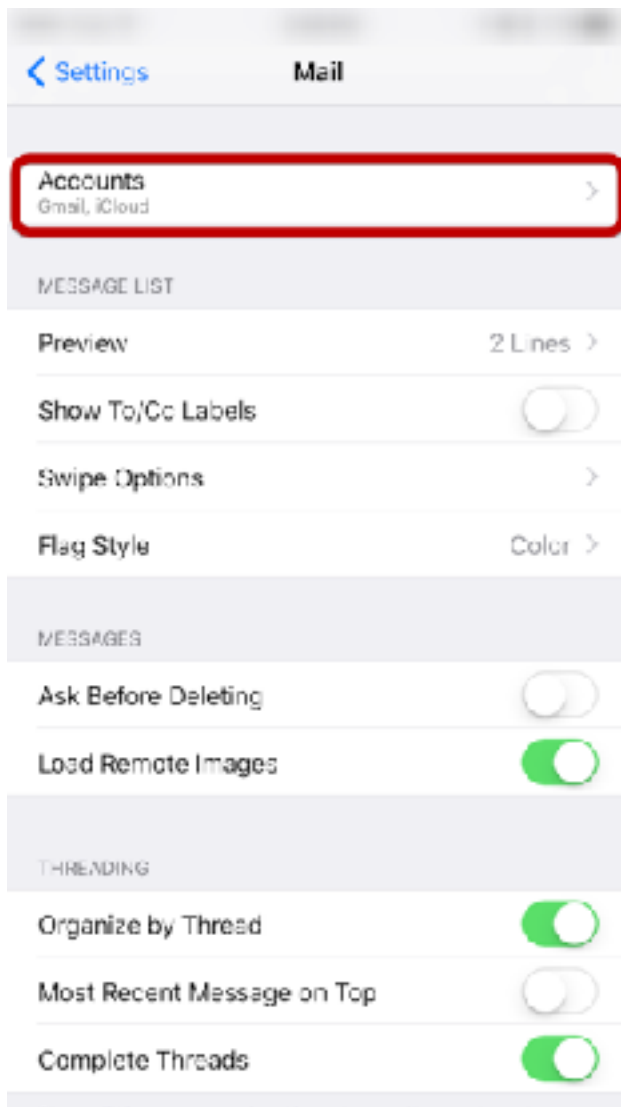 Settings
Mail
Accounts
Gmail, iCloud
MESSAGE LIST
Preview
2 Lines
Show To/Cc Labels
Swipe Options
Flag Style
Color
MESSAGES
Ask Before Deleting
Load Remote Images
THREADING
Organize by Thread
Most Recent Message on Top
Complete Threads